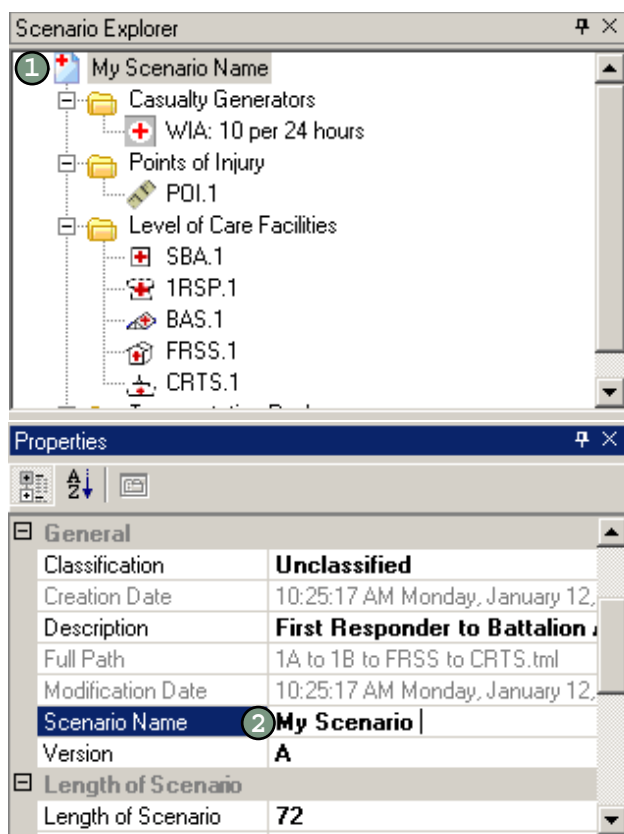 Scenario Explorer
1 My Scenario Name
Casualty Generators
WIA: 10 per 24 hours
Points of Injury
POI.1
Level of Care Facilities
SBA.1
1RSP.1
BAS.1
FRSS.1
CRTS.1
Properties
General
Classification Unclassified
Creation Date 10:25:17 AM Monday, January 12,
Description First Responder to Battalion
Full Path 1A to 1B to FRSS to CRTS.tml
Modification Date 10:25:17 AM Monday, January 12,
Scenario Name 2 My Scenario
Version A
Length of Scenario
Length of Scenario 72